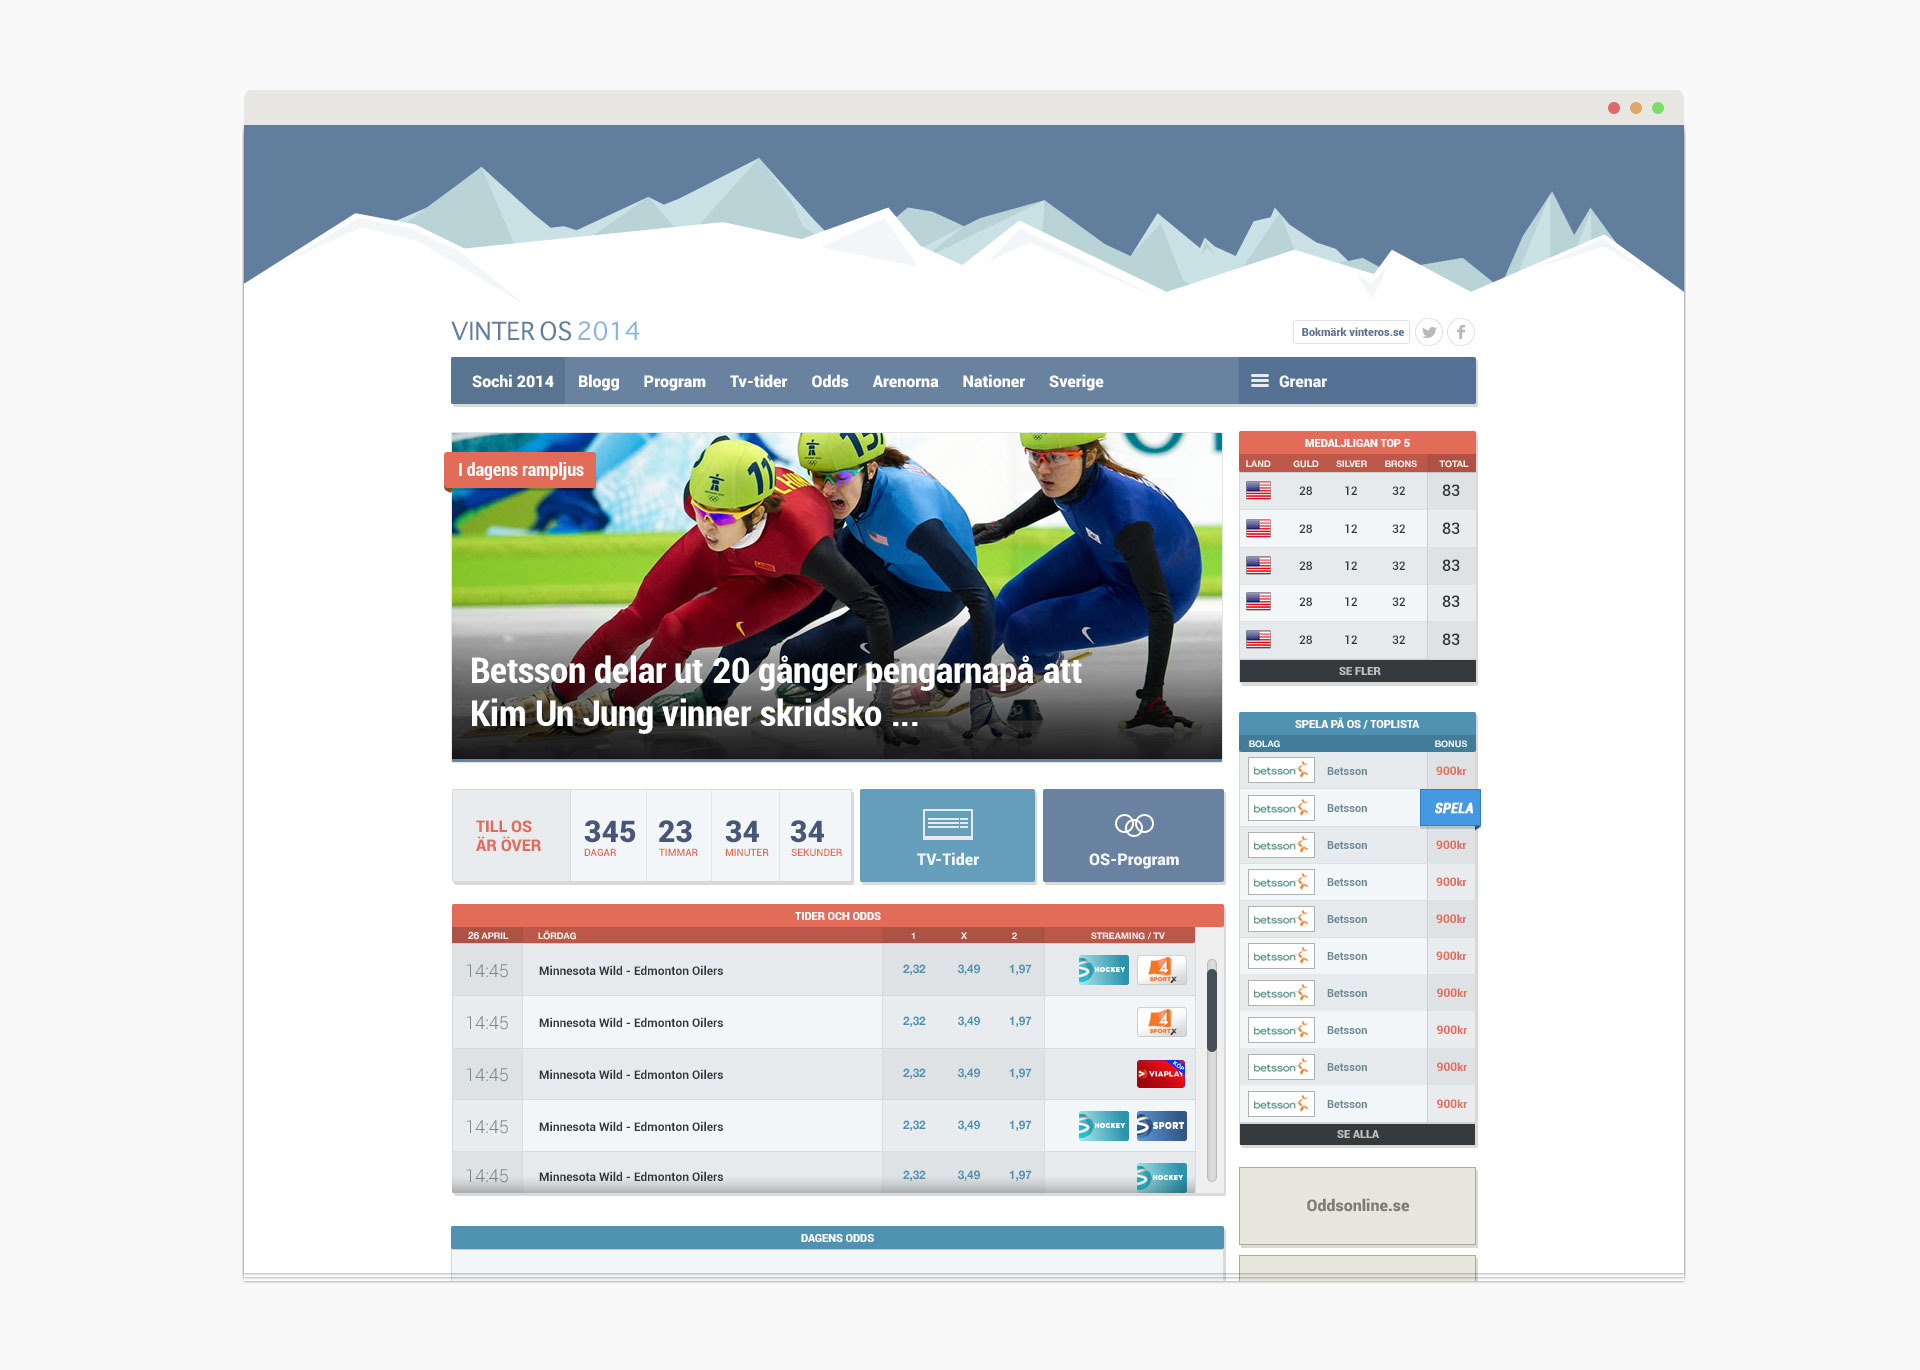 VINTER OS 2014
Bokmärk vinteros.se
Sochi 2014 Blogg Program Tv-tider Odds Arenorna Nationer Sverige Grenar
I dagens rampljus
11
13
Betsson delar ut 20 gånger pengarnapå att
Kim Un Jung vinner skridsko ...
MEDALJLIGAN TOP 5
LAND GULD SILVER BRONS TOTAL
28 12 32 83
28 12 32 83
28 12 32 83
28 12 32 83
28 12 32 83
SE FLER
TILL OS
ÄR ÖVER
345 23 34 34
DAGAR TIMMAR MINUTER SEKUNDER
TV-Tider
OS-Program
SPELA PÅ OS / TOPLISTA
BOLAG BONUS
betsson Betsson 900kr
betsson Betsson SPELA
betsson Betsson 900kr
betsson Betsson 900kr
betsson Betsson 900kr
betsson Betsson 900kr
betsson Betsson 900kr
betsson Betsson 900kr
betsson Betsson 900kr
betsson Betsson 900kr
SE ALLA
TIDER OCH ODDS
26 APRIL LÖRDAG 1 X 2 STREAMING / TV
14:45 Minnesota Wild - Edmonton Oilers 2,32 3,49 1,97 S HOCKEY 4 SPORT X
14:45 Minnesota Wild - Edmonton Oilers 2,32 3,49 1,97 4 SPORT X
14:45 Minnesota Wild - Edmonton Oilers 2,32 3,49 1,97 VIAPLAY KÖP
14:45 Minnesota Wild - Edmonton Oilers 2,32 3,49 1,97 S HOCKEY S SPORT
14:45 Minnesota Wild - Edmonton Oilers 2,32 3,49 1,97 S HOCKEY
DAGENS ODDS
Oddsonline.se